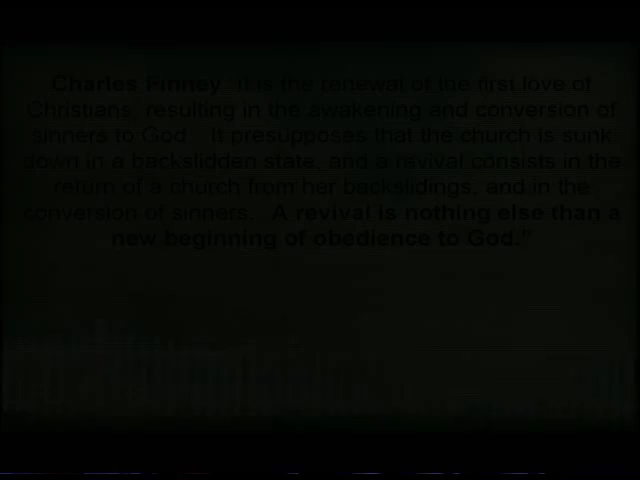 Charles Finney "it is the renewal of the first love of
Christians, resulting in the awakening and conversion of
sinners to God. It presupposes that the church is sunk
down in a backslidden state, and a revival consists in the
return of a church from her backslidings, and in the
conversion of sinners. A revival is nothing else than a
new beginning of obedience to God."